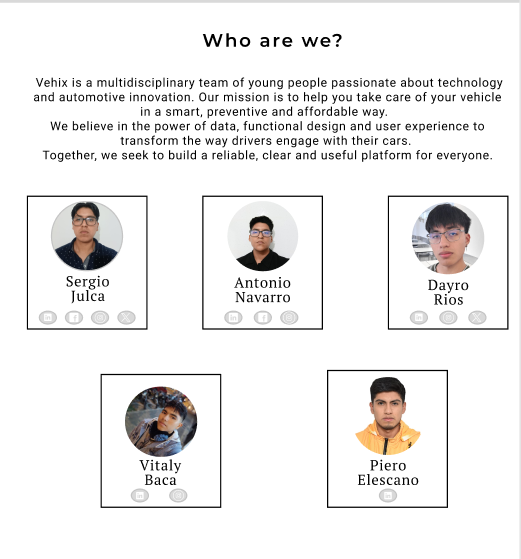 Who are we?
Vehix is a multidisciplinary team of young people passionate about technology
and automotive innovation. Our mission is to help you take care of your vehicle
in a smart, preventive and affordable way.
We believe in the power of data, functional design and user experience to
transform the way drivers engage with their cars.
Together, we seek to build a reliable, clear and useful platform for everyone.
Sergio
Julca
Antonio
Navarro
Dayro
Rios
Vitaly
Baca
Piero
Elescano